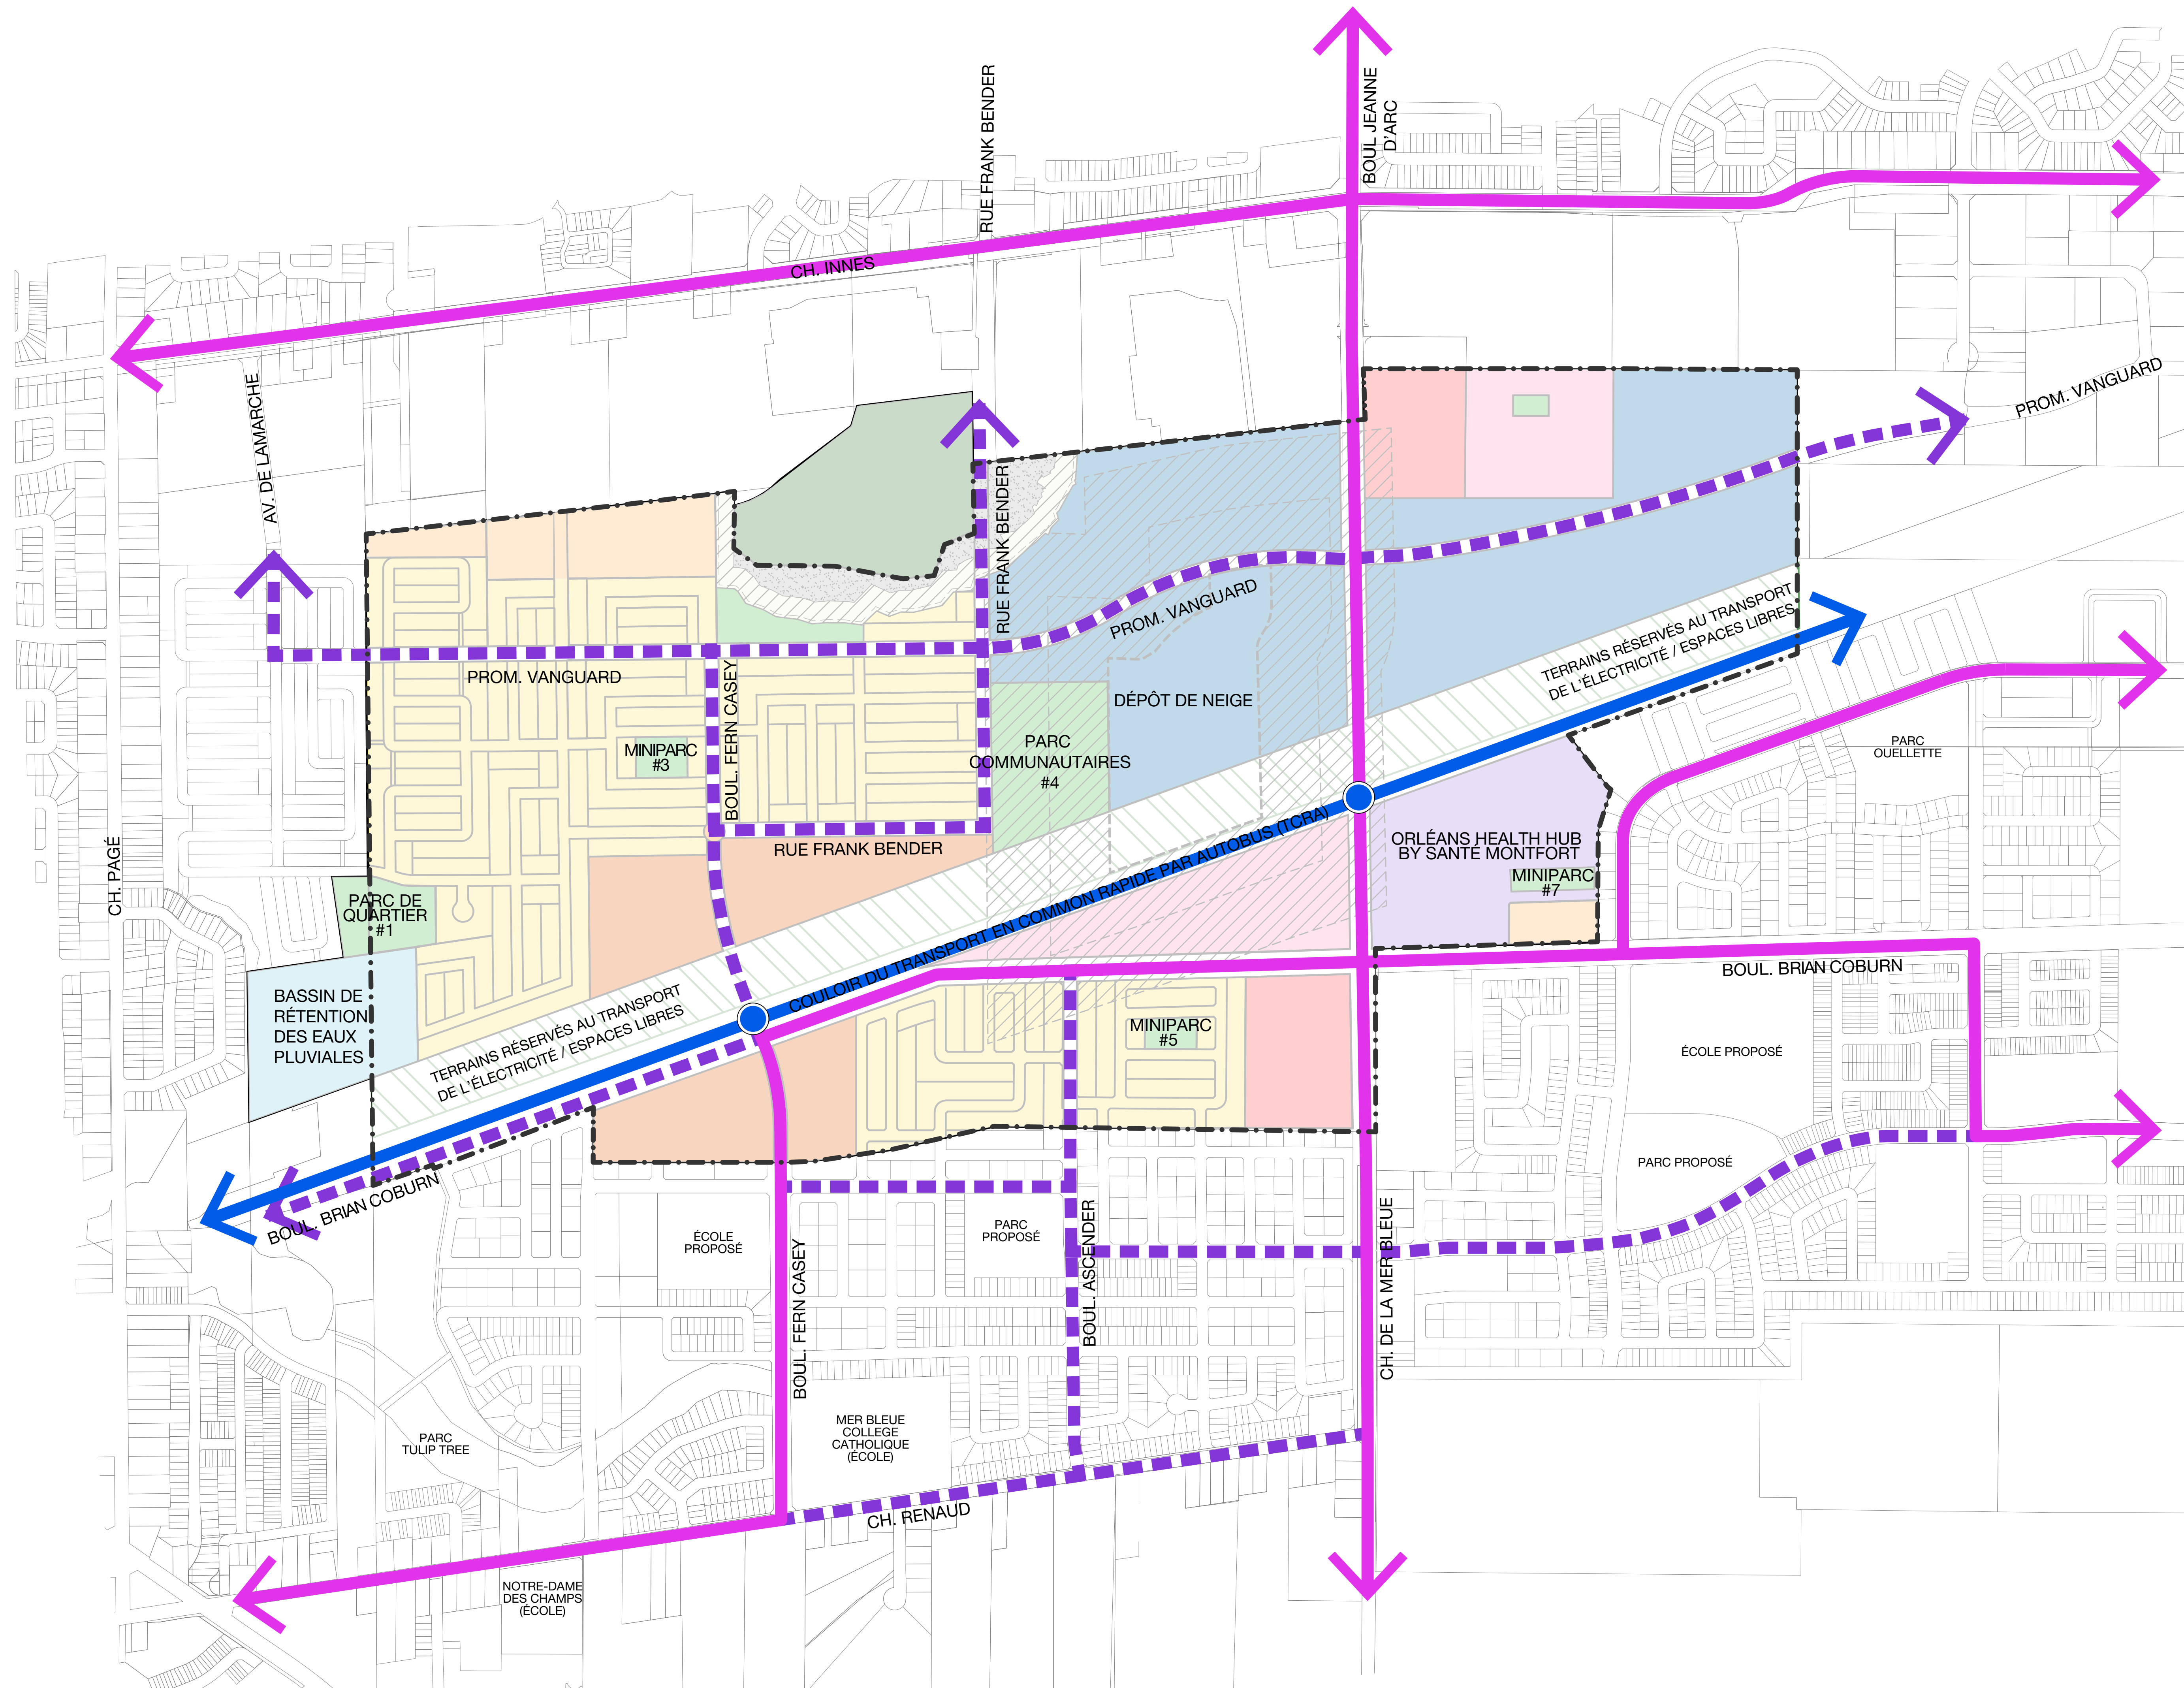 RUE FRANK BENDER
BOUL JEANNE
D'ARC
CH. INNES
AV. DE LAMARCHE
PROM. VANGUARD
RUE FRANK BENDER
PROM. VANGUARD
TERRAINS RÉSERVÉS AU TRANSPORT
DE L'ÉLECTRICITÉ / ESPACES LIBRES
PROM. VANGUARD
BOUL. FERN CASEY
DÉPÔT DE NEIGE
MINIPARC
#3
PARC
COMMUNAUTAIRES
#4
PARC
OUELLETTE
CH. PAGÉ
RUE FRANK BENDER
COULOIR DU TRANSPORT EN COMMON RAPIDE PAR AUTOBUS (TCRA)
ORLÉANS HEALTH HUB
BY SANTÉ MONTFORT
MINIPARC
#7
PARC DE
QUARTIER
#1
BOUL. BRIAN COBURN
BASSIN DE
RÉTENTION
DES EAUX
PLUVIALES
TERRAINS RÉSERVÉS AU TRANSPORT
DE L'ÉLECTRICITÉ / ESPACES LIBRES
MINIPARC
#5
ÉCOLE PROPOSÉ
PARC PROPOSÉ
BOUL. BRIAN COBURN
ÉCOLE
PROPOSÉ
PARC
PROPOSÉ
BOUL. FERN CASEY
BOUL. ASCENDER
CH. DE LA MER BLEUE
PARC
TULIP TREE
MER BLEUE
COLLEGE
CATHOLIQUE
(ÉCOLE)
CH. RENAUD
NOTRE-DAME
DES CHAMPS
(ÉCOLE)